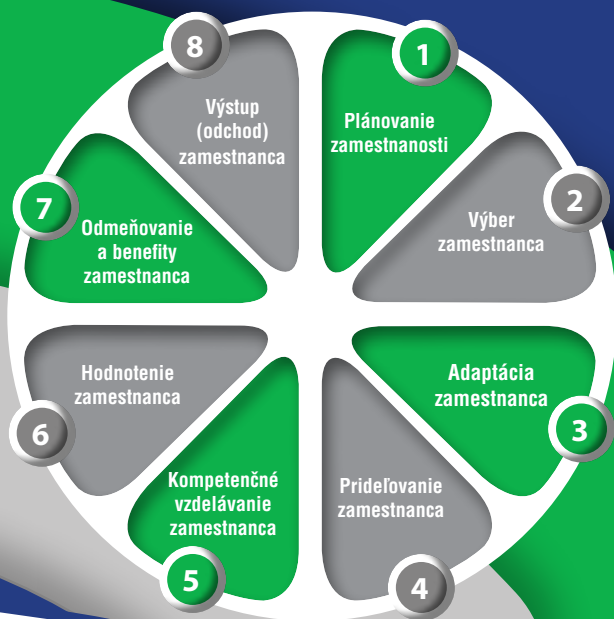 1
Plánovanie
zamestnanosti
2
Výber
zamestnanca
3
Adaptácia
zamestnanca
4
Prideľovanie
zamestnanca
5
Kompetenčné
vzdelávanie
zamestnanca
6
Hodnotenie
zamestnanca
7
Odmeňovanie
a benefity
zamestnanca
8
Výstup
(odchod)
zamestnanca